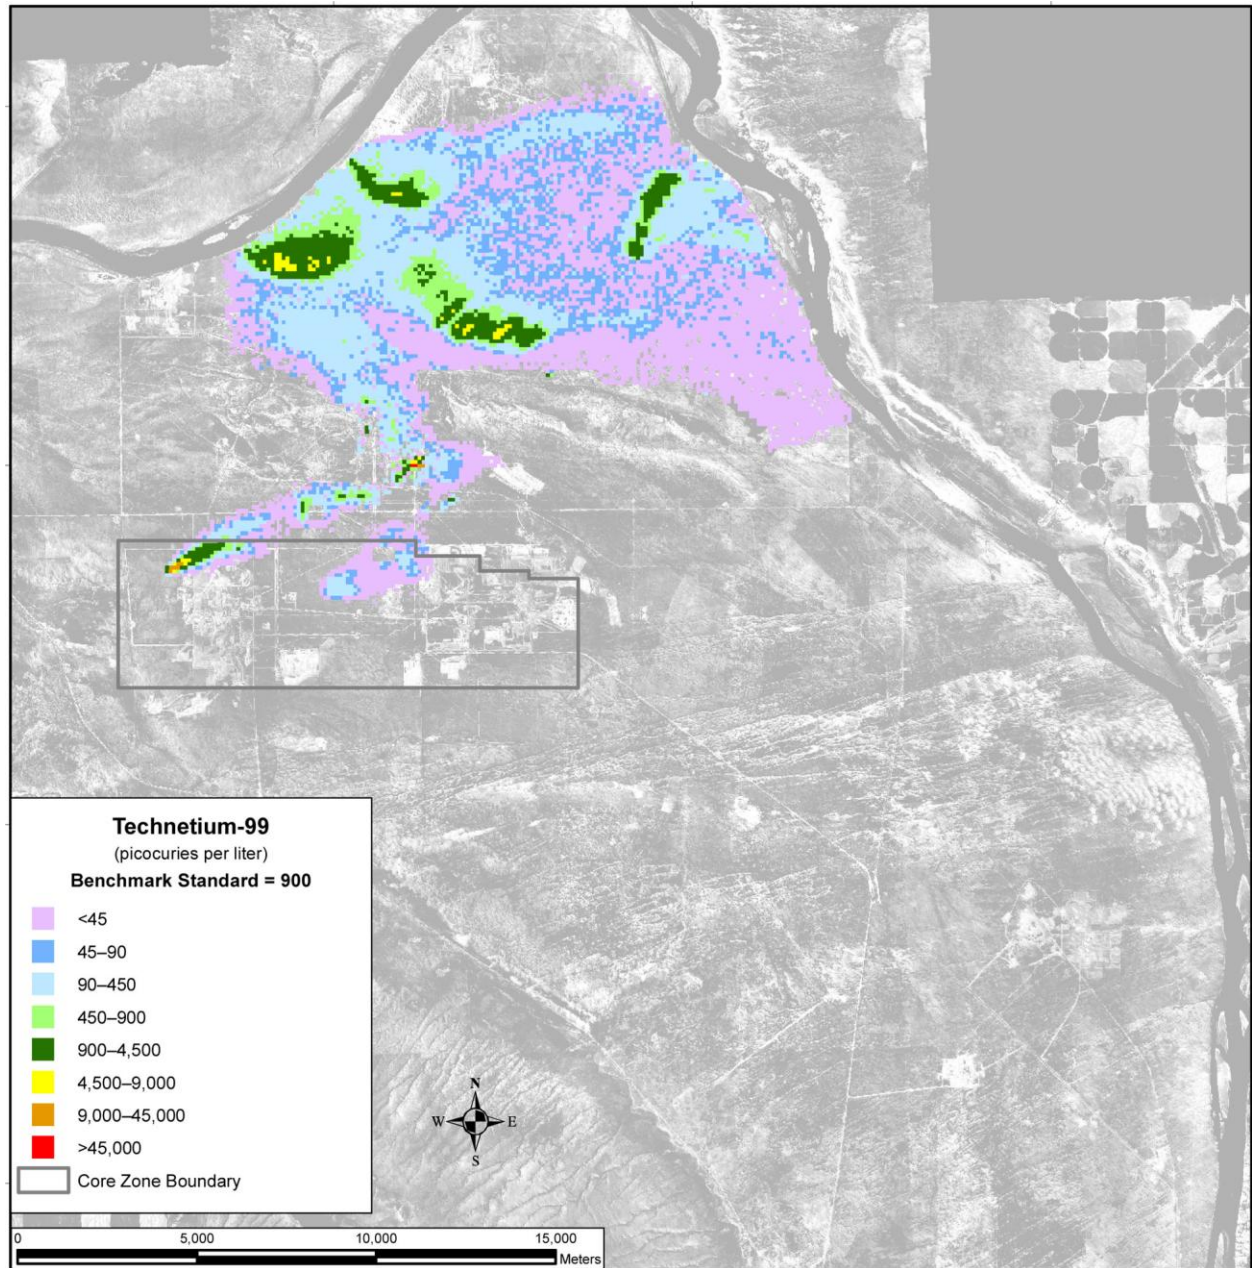 Technetium-99
(picocuries per liter)
Benchmark Standard = 900
<45
45–90
90–450
450–900
900–4,500
4,500–9,000
9,000–45,000
>45,000
Core Zone Boundary
N
W E
S
0 5,000 10,000 15,000
Meters